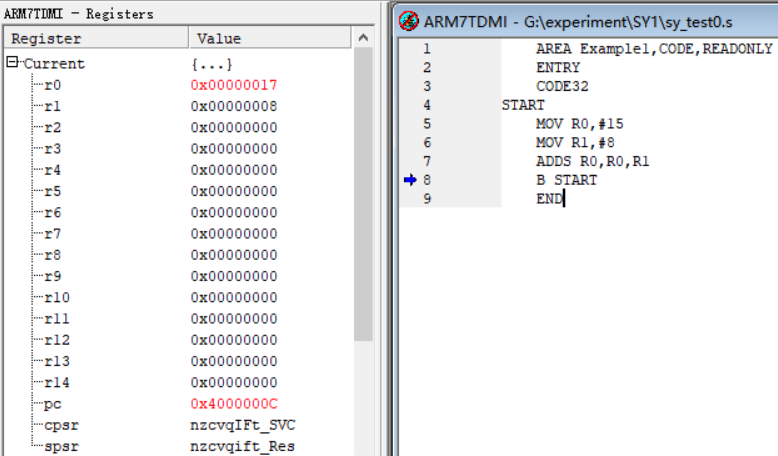 ARM7TDMI - Registers
Register Value
Current {...}
r0 0x00000017
r1 0x00000008
r2 0x00000000
r3 0x00000000
r4 0x00000000
r5 0x00000000
r6 0x00000000
r7 0x00000000
r8 0x00000000
r9 0x00000000
r10 0x00000000
r11 0x00000000
r12 0x00000000
r13 0x00000000
r14 0x00000000
pc 0x4000000C
cpsr nzcvqIFt_SVC
spsr nzcvqift_Res
ARM7TDMI - G:\experiment\SY1\sy_test0.s
1 AREA Example1,CODE,READONLY
2 ENTRY
3 CODE32
4 START
5 MOV R0,#15
6 MOV R1,#8
7 ADDS R0,R0,R1
8 B START
9 END